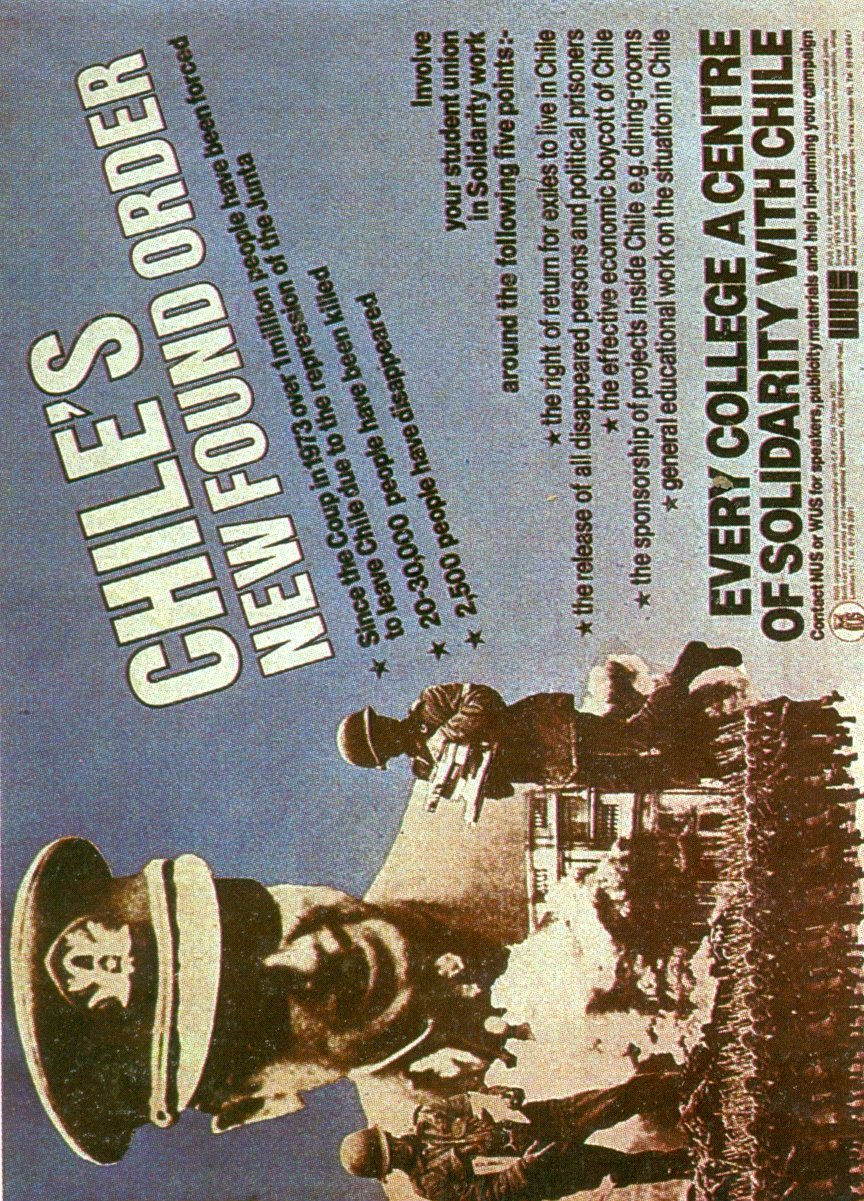 CHILE'S
NEW FOUND ORDER
★ Since the Coup in 1973 over 1 million people have been forced
to leave Chile due to the repression of the Junta
★ 20-30,000 people have been killed
★ 2,500 people have disappeared
Involve
your student union
in Solidarity work
around the following five points:-
★ the right of return for exiles to live in Chile
★ the release of all disappeared persons and political prisoners
★ the effective economic boycott of Chile
★ the sponsorship of projects inside Chile e.g. dining-rooms
★ general educational work on the situation in Chile
EVERY COLLEGE A CENTRE
OF SOLIDARITY WITH CHILE
Contact NUS or WUS for speakers, publicity materials and help in planning your campaign
NUS
WUS